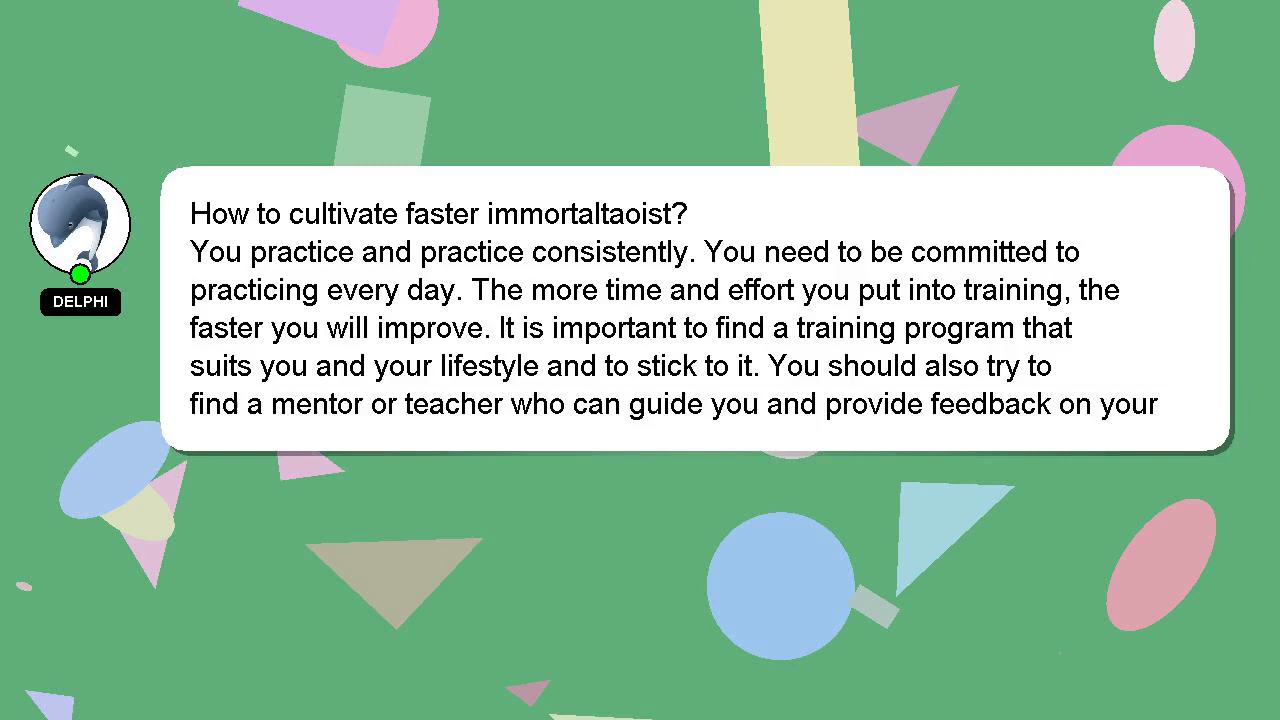 How to cultivate faster immortaltaoist?
You practice and practice consistently. You need to be committed to
practicing every day. The more time and effort you put into training, the
faster you will improve. It is important to find a training program that
suits you and your lifestyle and to stick to it. You should also try to
find a mentor or teacher who can guide you and provide feedback on your
DELPHI